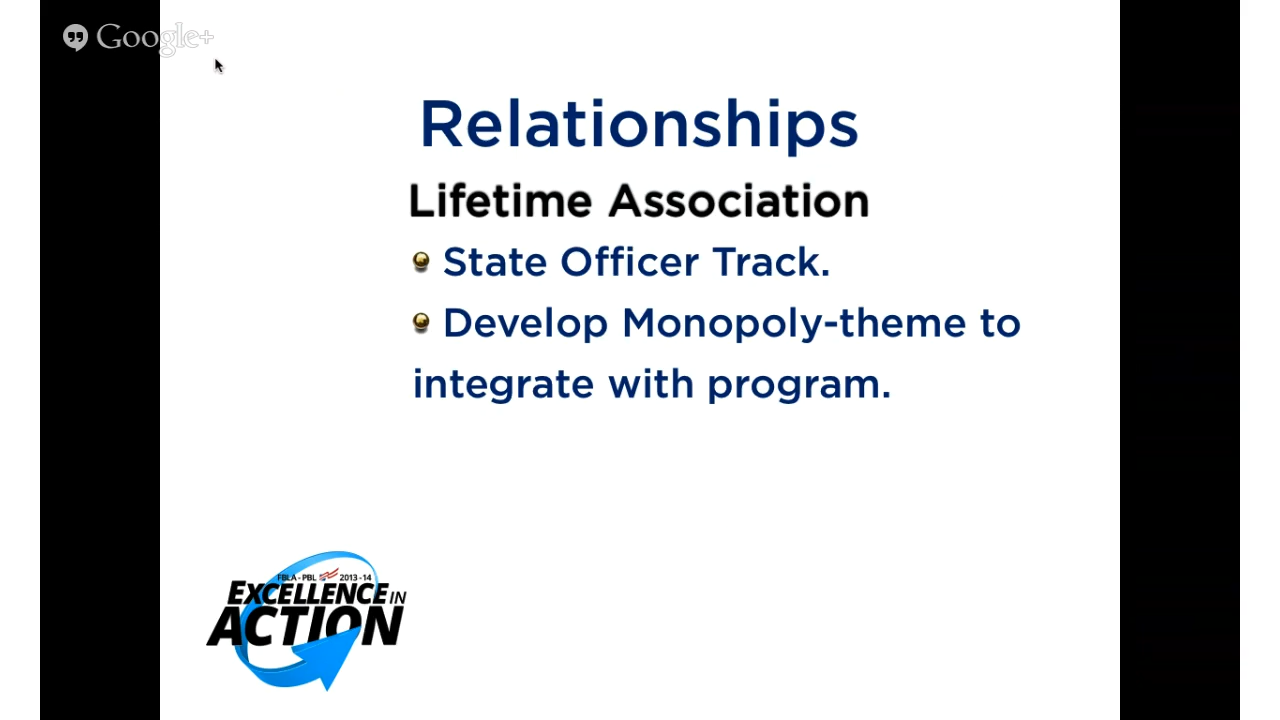 Google+
Relationships
Lifetime Association
State Officer Track.
Develop Monopoly-theme to
integrate with program.
FBLA-PBL 2013-14
EXCELLENCE IN
ACTION